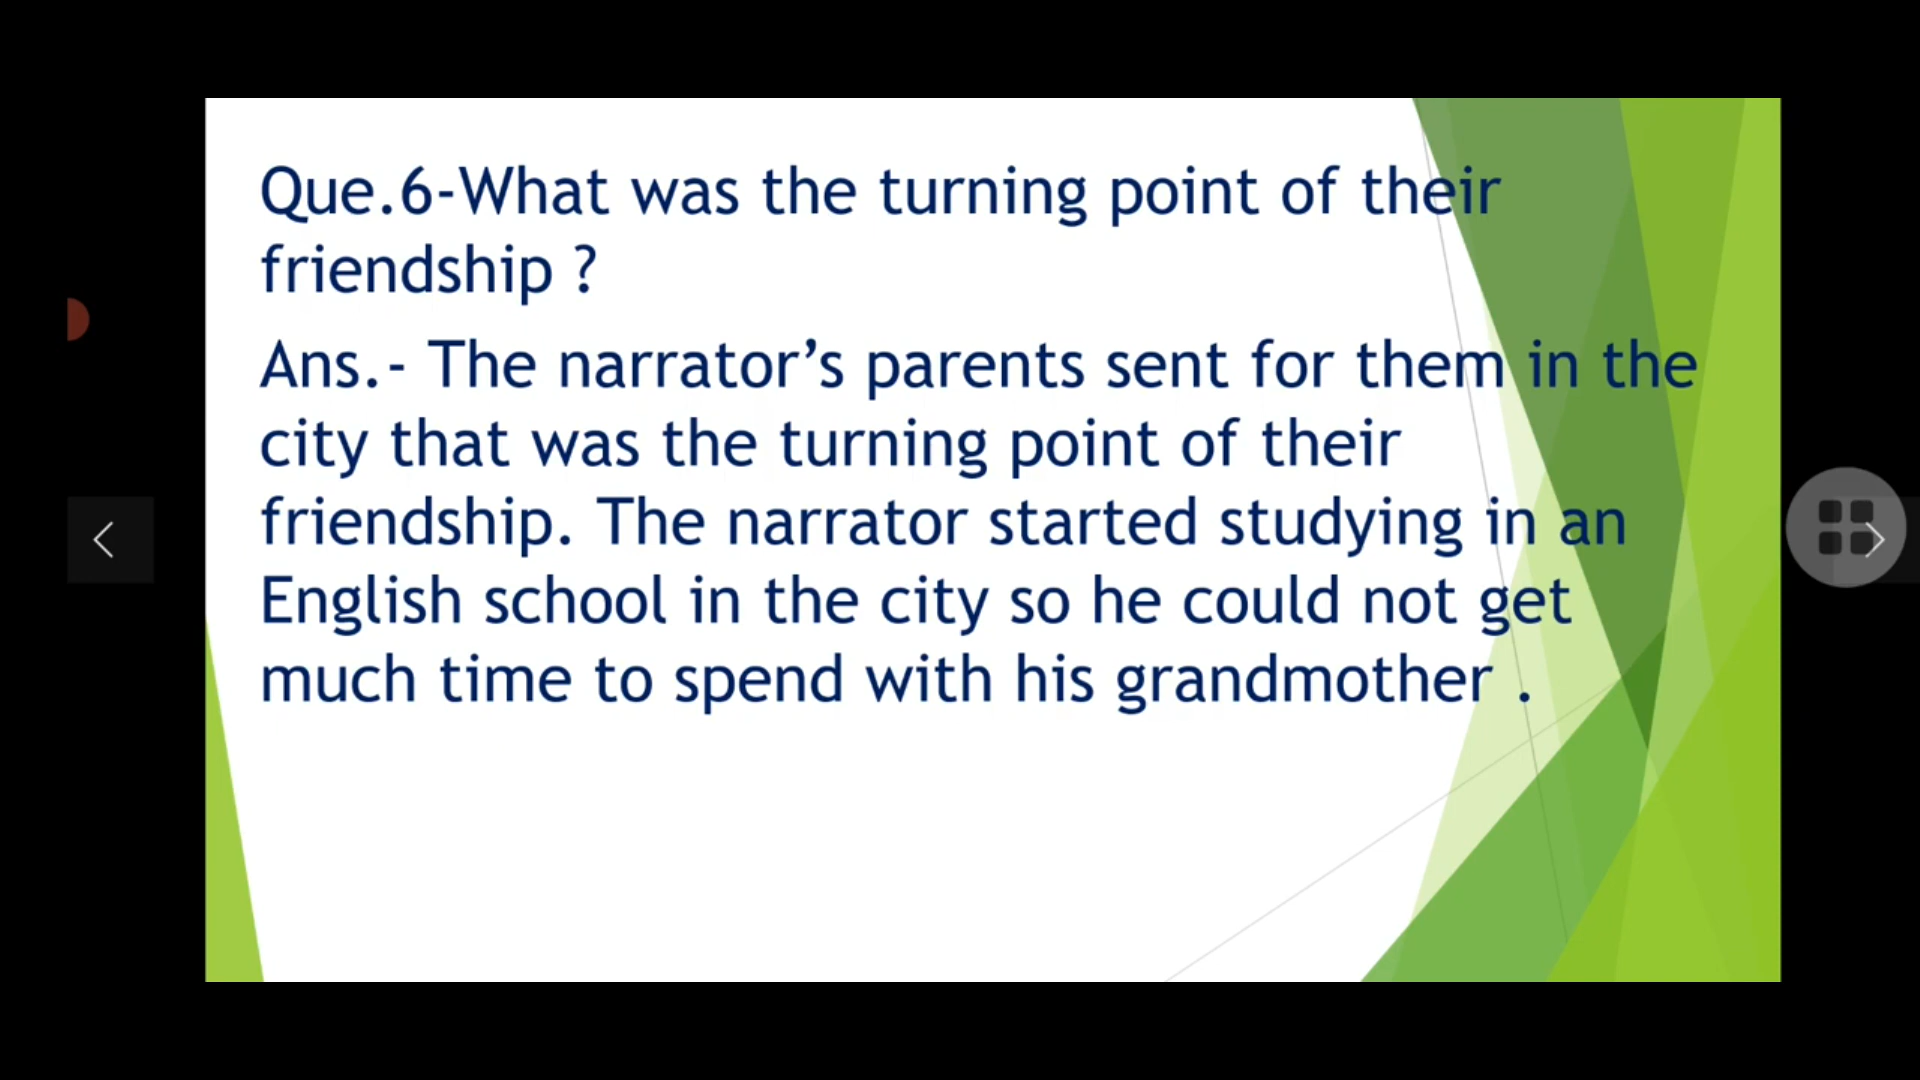 Que.6-What was the turning point of their
friendship ?
Ans.- The narrator’s parents sent for them in the
city that was the turning point of their
friendship. The narrator started studying in an
English school in the city so he could not get
much time to spend with his grandmother .